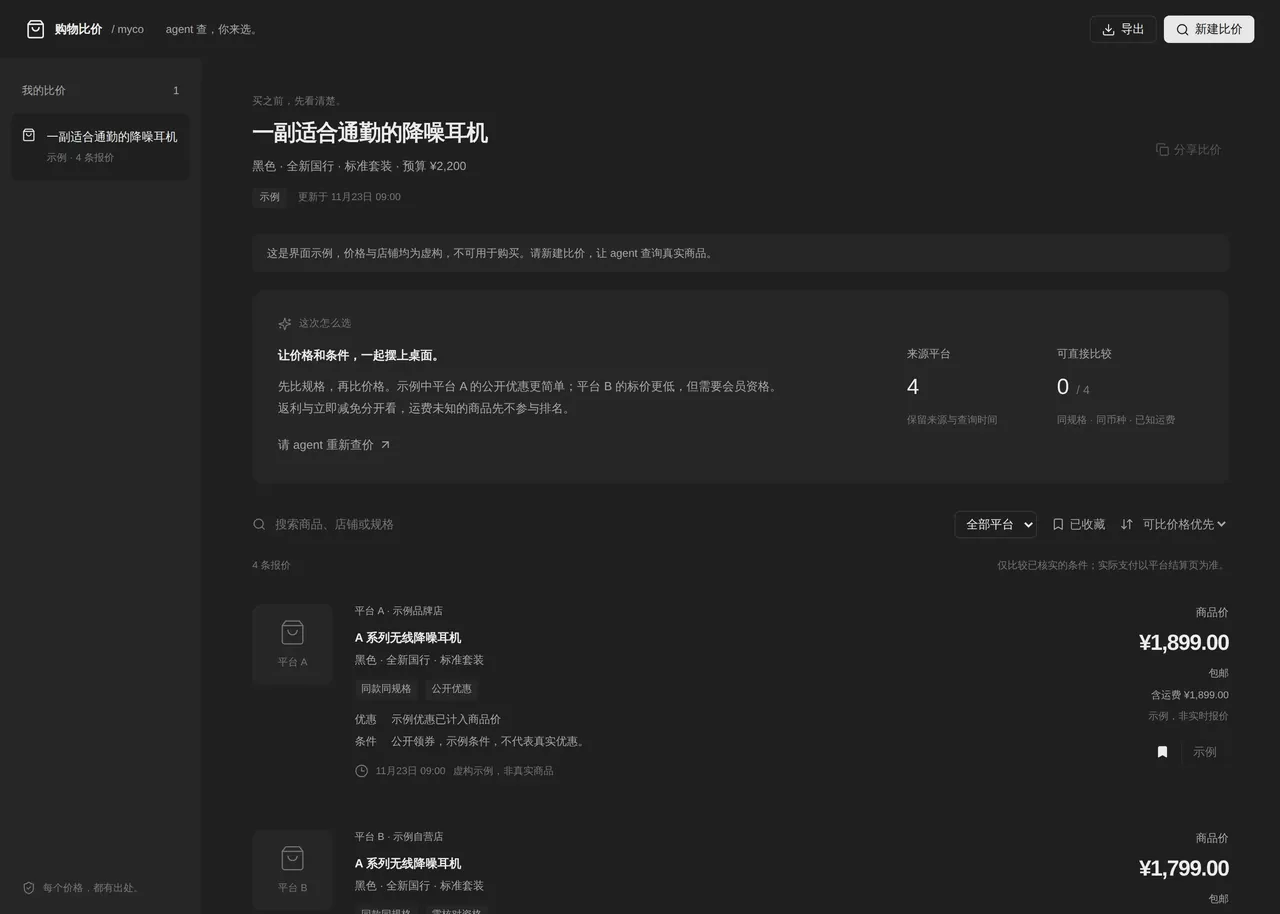 购物比价 / myco agent 查，你来选。 导出 新建比价
我的比价 1
一副适合通勤的降噪耳机
示例 · 4 条报价
每个价格，都有出处。
买之前，先看清楚。
一副适合通勤的降噪耳机
黑色 · 全新国行 · 标准套装 · 预算 ¥2,200
示例 更新于 11月23日 09:00
分享比价
这是界面示例，价格与店铺均为虚构，不可用于购买。请新建比价，让 agent 查询真实商品。
这次怎么选
让价格和条件，一起摆上桌面。
先比规格，再比价格。示例中平台 A 的公开优惠更简单；平台 B 的标价更低，但需要会员资格。
返利与立即减免分开看，运费未知的商品先不参与排名。
请 agent 重新查价
来源平台
4
保留来源与查询时间
可直接比较
0 / 4
同规格 · 同币种 · 已知运费
搜索商品、店铺或规格 全部平台 已收藏 可比价格优先
4 条报价 仅比较已核实的条件；实际支付以平台结算页为准。
平台 A
平台 A · 示例品牌店
A 系列无线降噪耳机
黑色 · 全新国行 · 标准套装
同款同规格 公开优惠
优惠 示例优惠已计入商品价
条件 公开领券，示例条件，不代表真实优惠。
11月23日 09:00 虚构示例，非真实商品
商品价
¥1,899.00
包邮
含运费 ¥1,899.00
示例，非实时报价
示例
平台 B
平台 B · 示例自营店
A 系列无线降噪耳机
黑色 · 全新国行 · 标准套装
同款同规格 需核对资格
商品价
¥1,799.00
包邮